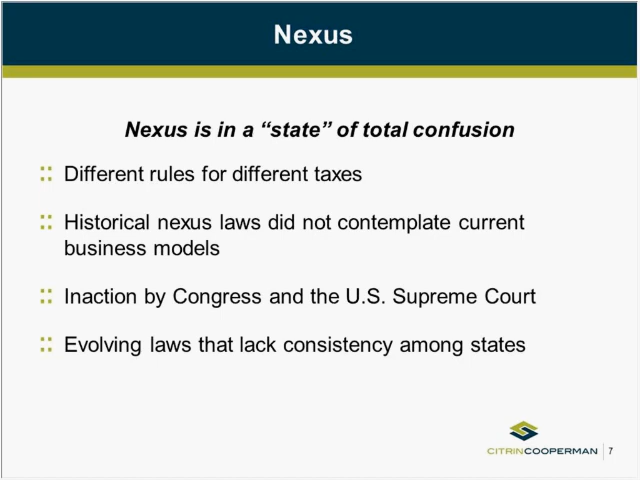 Nexus
Nexus is in a “state” of total confusion
Different rules for different taxes
Historical nexus laws did not contemplate current
business models
Inaction by Congress and the U.S. Supreme Court
Evolving laws that lack consistency among states
CITRINCOOPERMAN | 7